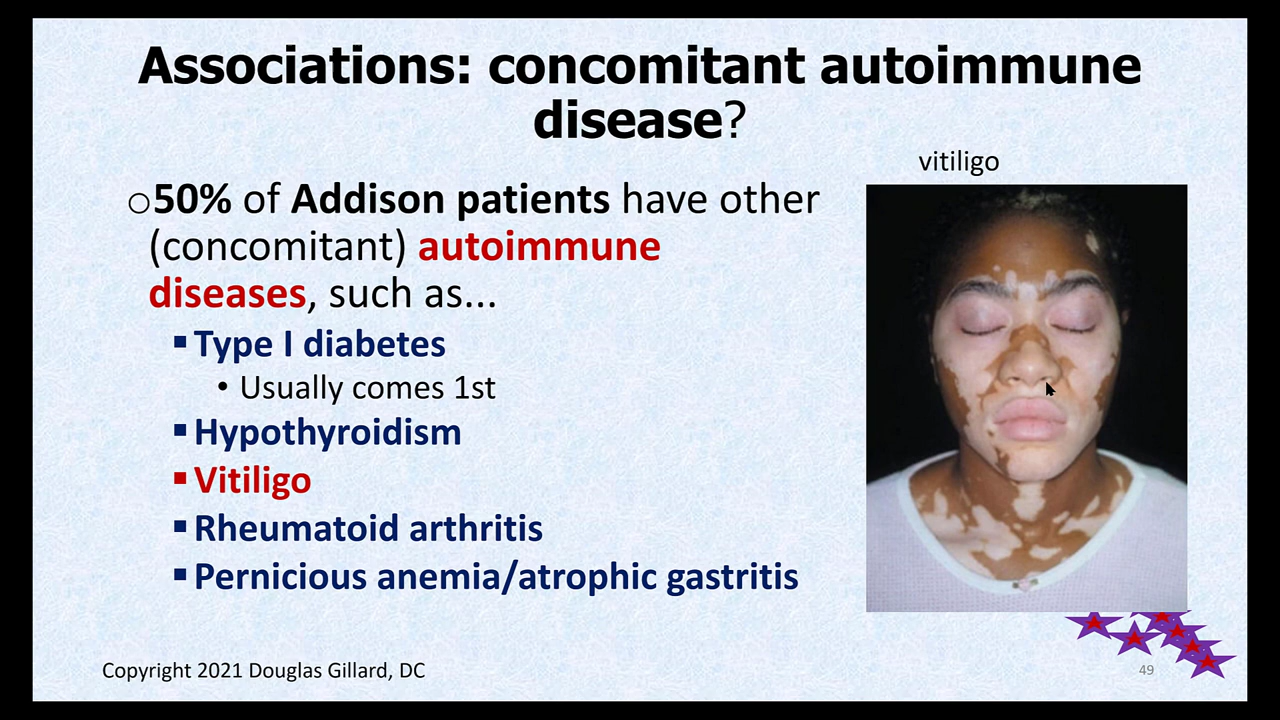 Associations: concomitant autoimmune
disease?
vitiligo
o50% of Addison patients have other
(concomitant) autoimmune
diseases, such as...
▪Type I diabetes
• Usually comes 1st
▪Hypothyroidism
▪Vitiligo
▪Rheumatoid arthritis
▪Pernicious anemia/atrophic gastritis
Copyright 2021 Douglas Gillard, DC
49